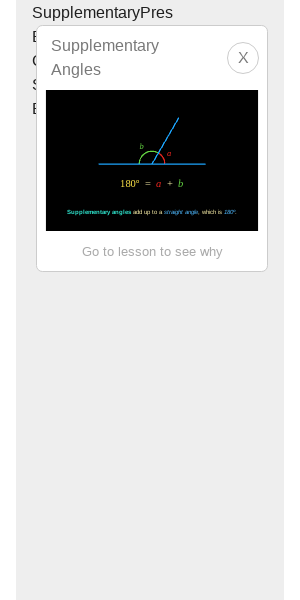 SupplementaryPres
Supplementary
Angles
X
b
a
180° = a + b
Supplementary angles add up to a straight angle, which is 180°.
Go to lesson to see why